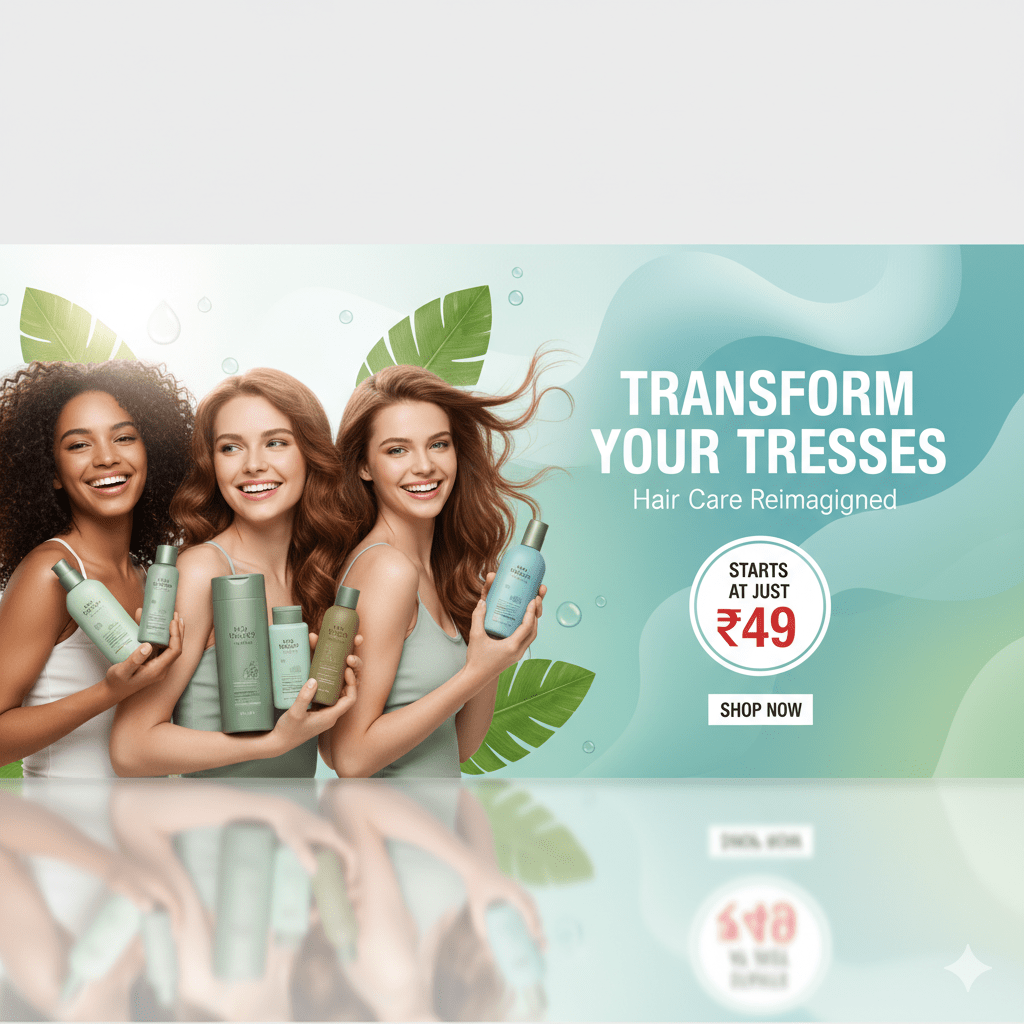 TRANSFORM
YOUR TRESSES
Hair Care Reimagigned
STARTS
AT JUST
₹49
SHOP NOW